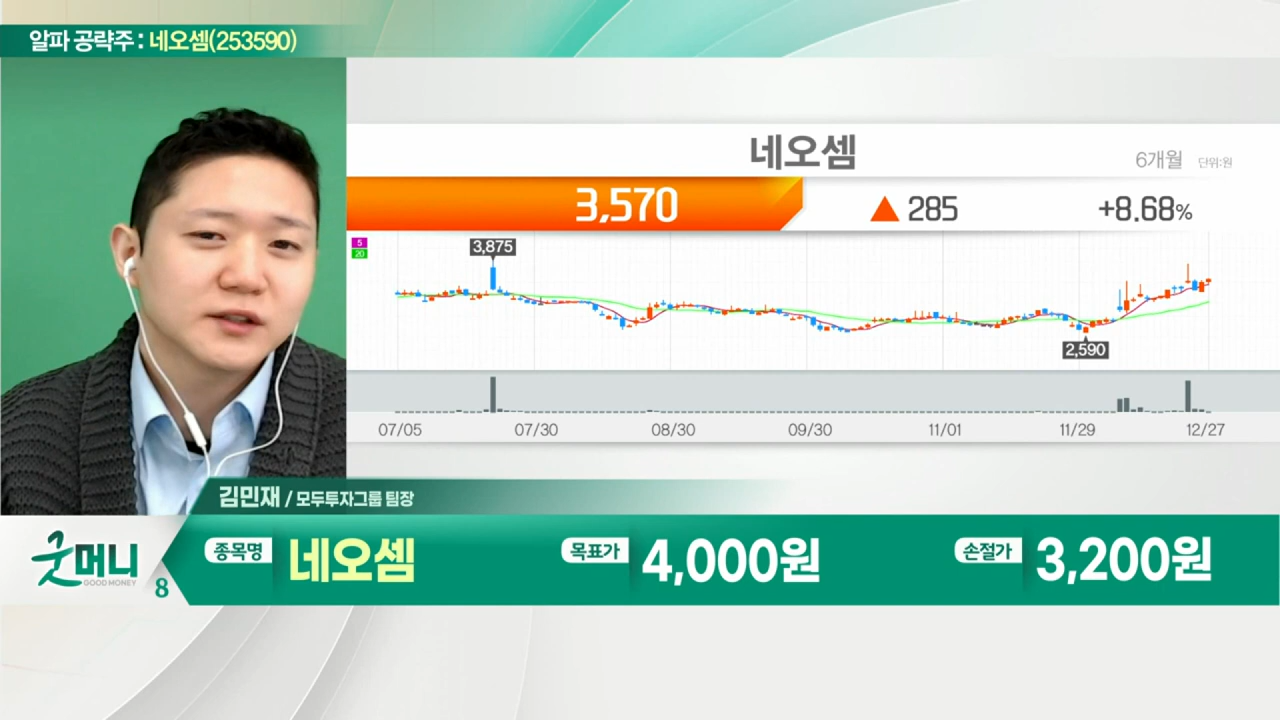 알파 공략주 : 네오셈(253590)
네오셈
6개월 단위:원
3,570 ▲ 285 +8.68%
5
20
3,875
2,590
07/05 07/30 08/30 09/30 11/01 11/29 12/27
김민재 / 모두투자그룹 팀장
굿머니
GOOD MONEY
8
종목명 네오셈 목표가 4,000원 손절가 3,200원